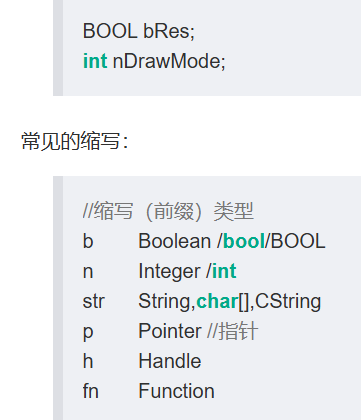 BOOL bRes;
int nDrawMode;
常见的缩写：
//缩写（前缀）类型
b Boolean /bool/BOOL
n Integer /int
str String,char[],CString
p Pointer //指针
h Handle
fn Function